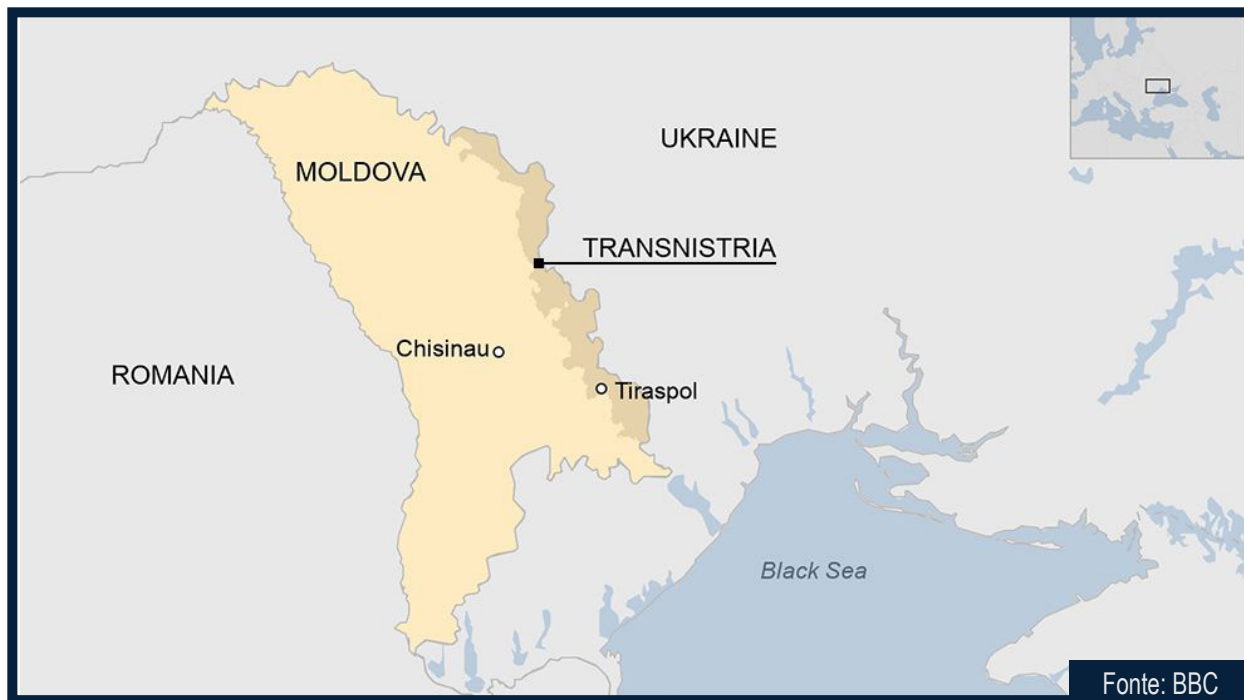 UKRAINE
MOLDOVA
TRANSNISTRIA
Chisinau
ROMANIA
Tiraspol
Black Sea
Fonte: BBC